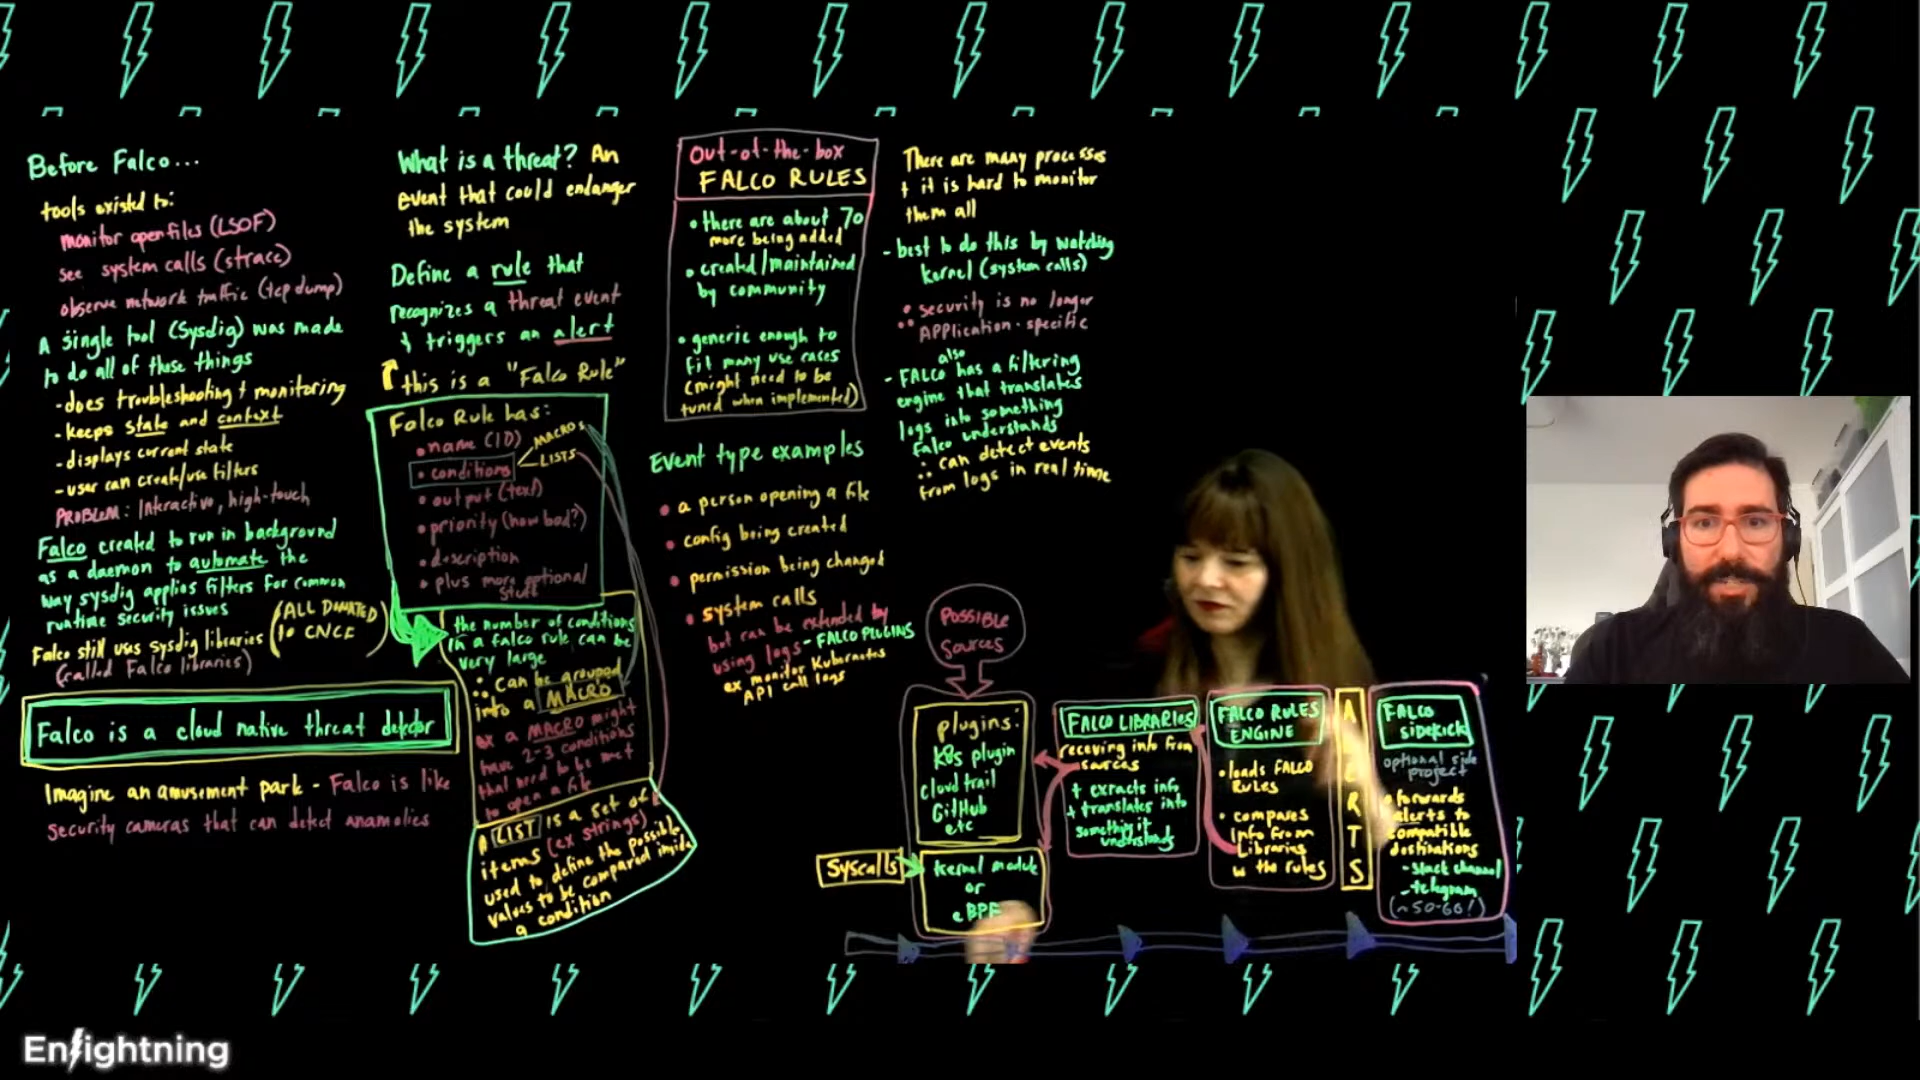 Before Falco...
tools existed to:
monitor open files (LSOF)
see system calls (strace)
observe network traffic (tcp dump)
A single tool (Sysdig) was made
to do all of these things
- does troubleshooting + monitoring
- keeps state and context
- displays current state
- user can create/use filters
PROBLEM: Interactive, high-touch
Falco created to run in background
as a daemon to automate the
way sysdig applies filters for common
runtime security issues
(ALL DONATED
to CNCF)
Falco still uses sysdig libraries
(called Falco libraries)
Falco is a cloud native threat detector
Imagine an amusement park - Falco is like
security cameras that can detect anamolies
What is a threat? An
event that could endanger
the system
Define a rule that
recognizes a threat event
+ triggers an alert
this is a "Falco Rule"
Falco Rule has:
• name (ID)
• conditions
MACROS
LISTS
• output (text)
• priority (how bad?)
• description
• plus more optional
stuff
the number of conditions
in a falco rule can be
very large
∴ can be grouped
into a MACRO
ex a MACRO might
have 2-3 conditions
that need to be met
to open a file
A LIST is a set of
items (ex strings)
used to define the possible
values to be compared inside
a condition
Out-of-the-box
FALCO RULES
• there are about 70
more being added
• created/maintained
by community
• generic enough to
fit many use cases
(might need to be
tuned when implemented)
Event type examples
• a person opening a file
• config being created
• permission being changed
• system calls
but can be extended by
using logs - FALCO PLUGINS
ex monitor Kubernetes
API call logs
There are many processes
+ it is hard to monitor
them all
- best to do this by watching
kernel (system calls)
∴ security is no longer
APPlication-specific
also
- FALCO has a filtering
engine that translates
logs into something
Falco understands
∴ can detect events
from logs in real time
POSSIBLE
Sources
plugins:
k8s plugin
cloud trail
GitHub
etc
Syscalls
kernel module
or
eBPF
FALCO LIBRARIES
receving info from
sources
+ extracts info
+ translates into
something it
understands
FALCO RULES
ENGINE
• loads FALCO
RULES
• compares
info from
Libraries
w the rules
A
E
R
T
S
FALCO
SIDEKICK
optional side
project
forwards
alerts to
compatible
destinations
- slack channel
- telegram
(~50-60!)
Enlightning